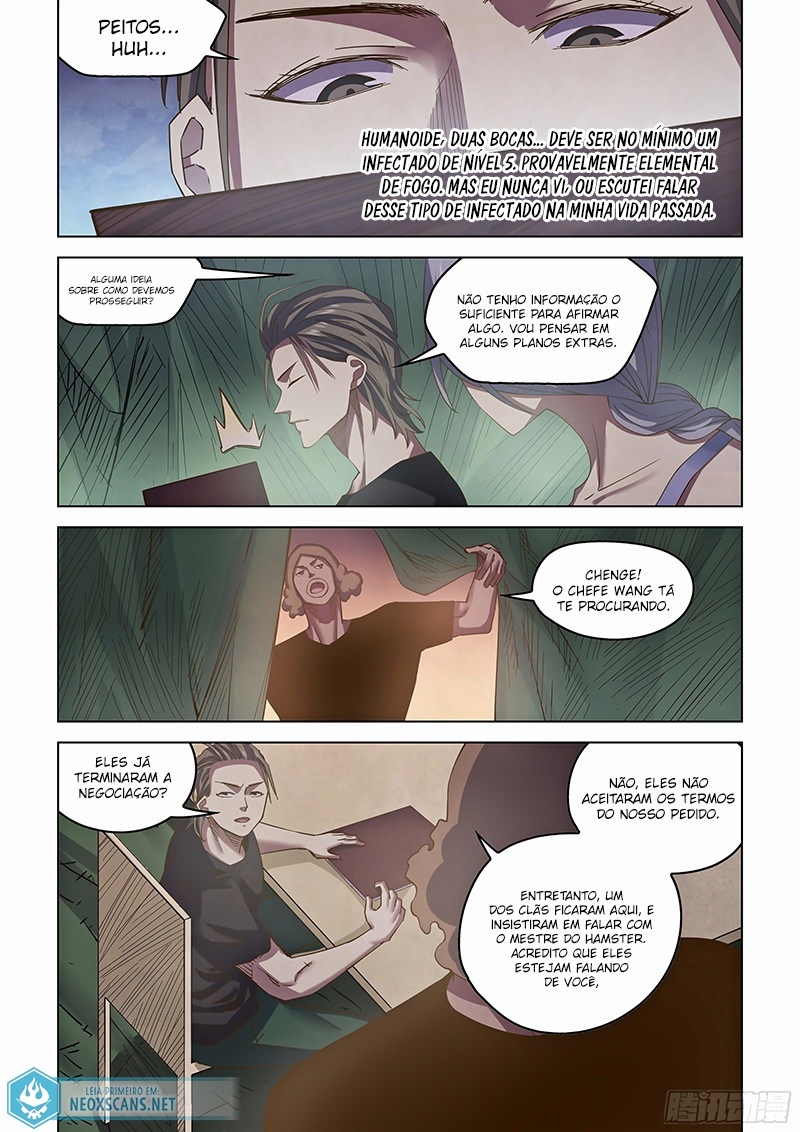 PEITOS...
HUH...
HUMANOIDE, DUAS BOCAS... DEVE SER NO MÍNIMO UM
INFECTADO DE NÍVEL 5. PROVAVELMENTE ELEMENTAL
DE FOGO. MAS EU NUNCA VI, OU ESCUTEI FALAR
DESSE TIPO DE INFECTADO NA MINHA VIDA PASSADA.
ALGUMA IDEIA
SOBRE COMO DEVEMOS
PROSSEGUIR?
NÃO TENHO INFORMAÇÃO O
SUFICIENTE PARA AFIRMAR
ALGO. VOU PENSAR EM
ALGUNS PLANOS EXTRAS.
CHENGE!
O CHEFE WANG TÁ
TE PROCURANDO.
ELES JÁ
TERMINARAM A
NEGOCIAÇÃO?
NÃO, ELES NÃO
ACEITARAM OS TERMOS
DO NOSSO PEDIDO.
ENTRETANTO, UM
DOS CLÃS FICARAM AQUI, E
INSISTIRAM EM FALAR COM
O MESTRE DO HAMSTER.
ACREDITO QUE ELES
ESTEJAM FALANDO
DE VOCÊ,
LEIA PRIMEIRO EM:
NEOXSCANS.NET
腾讯动漫